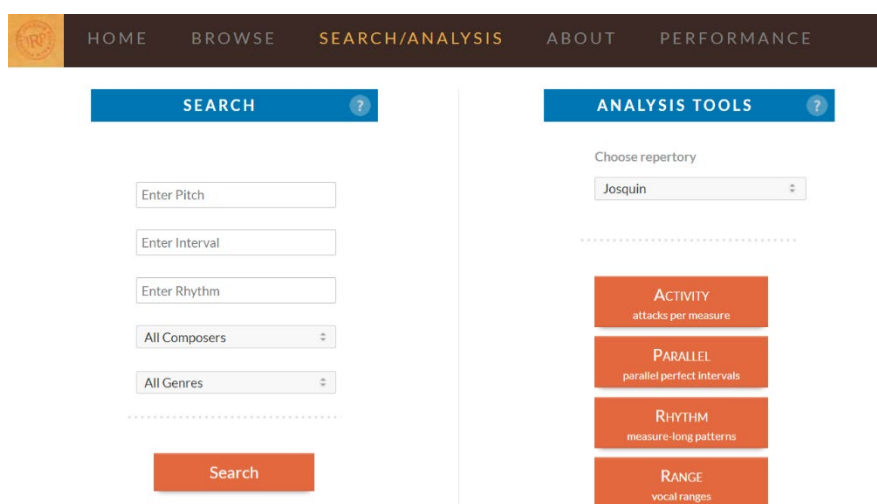 JRP
HOME BROWSE SEARCH/ANALYSIS ABOUT PERFORMANCE
SEARCH ?
Enter Pitch
Enter Interval
Enter Rhythm
All Composers
All Genres
Search
ANALYSIS TOOLS ?
Choose repertory
Josquin
ACTIVITY
attacks per measure
PARALLEL
parallel perfect intervals
RHYTHM
measure-long patterns
RANGE
vocal ranges